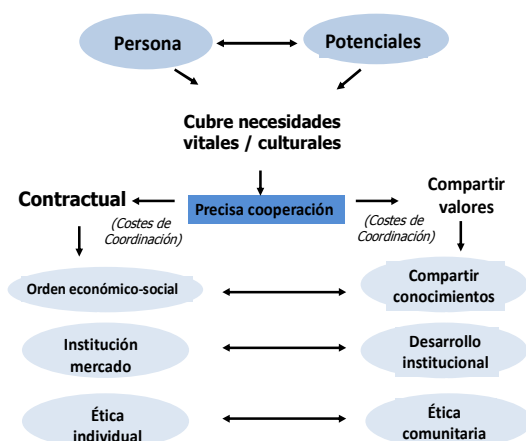 Persona
Potenciales
Cubre necesidades
vitales / culturales
Contractual
Precisa cooperación
Compartir
valores
(Costes de
Coordinación)
(Costes de
Coordinación)
Orden económico-social
Compartir
conocimientos
Institución
mercado
Desarrollo
institucional
Ética
individual
Ética
comunitaria